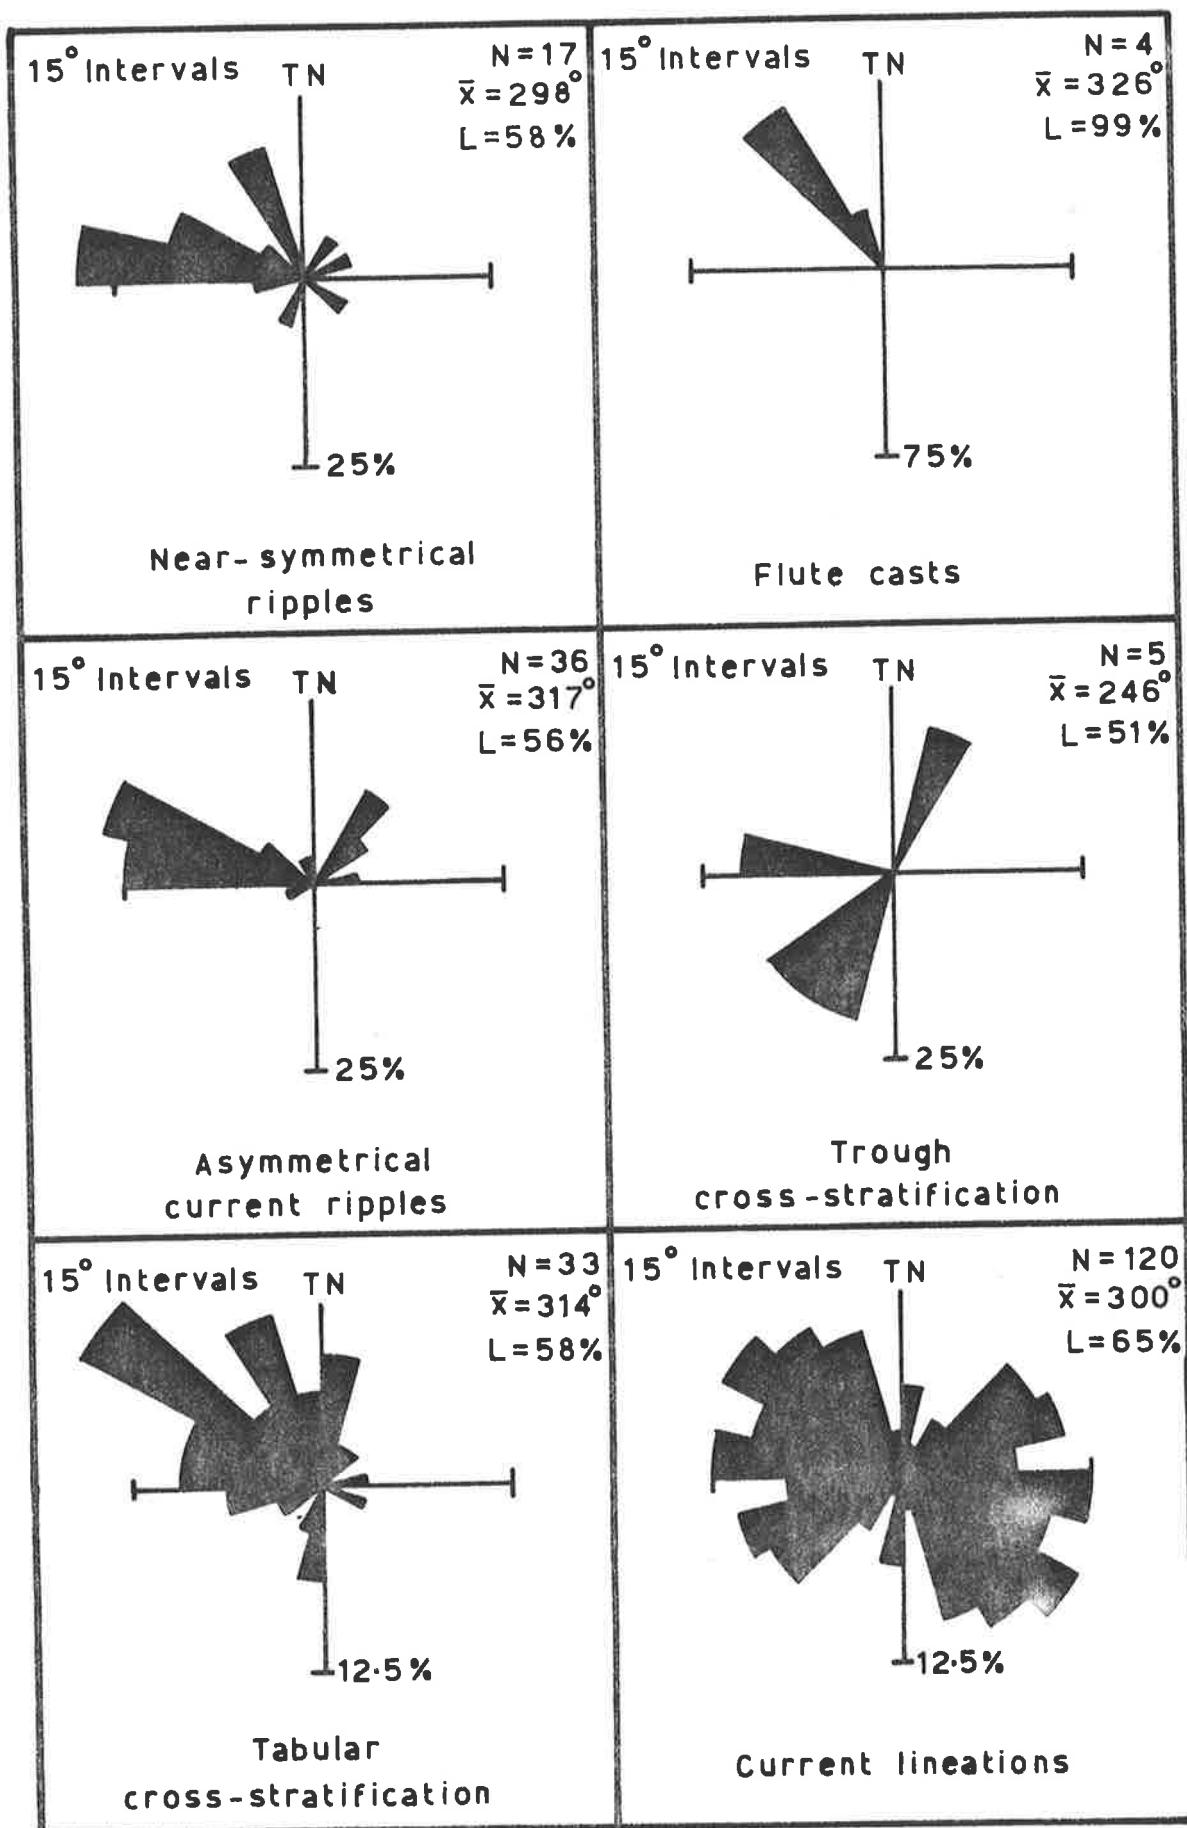 15° Intervals TN N=17
x̄=298°
L=58%
25%
Near-symmetrical
ripples
15° Intervals TN N=4
x̄=326°
L=99%
75%
Flute casts
15° Intervals TN N=36
x̄=317°
L=56%
25%
Asymmetrical
current ripples
15° Intervals TN N=5
x̄=246°
L=51%
25%
Trough
cross-stratification
15° Intervals TN N=33
x̄=314°
L=58%
12·5%
Tabular
cross-stratification
15° Intervals TN N=120
x̄=300°
L=65%
12·5%
Current lineations